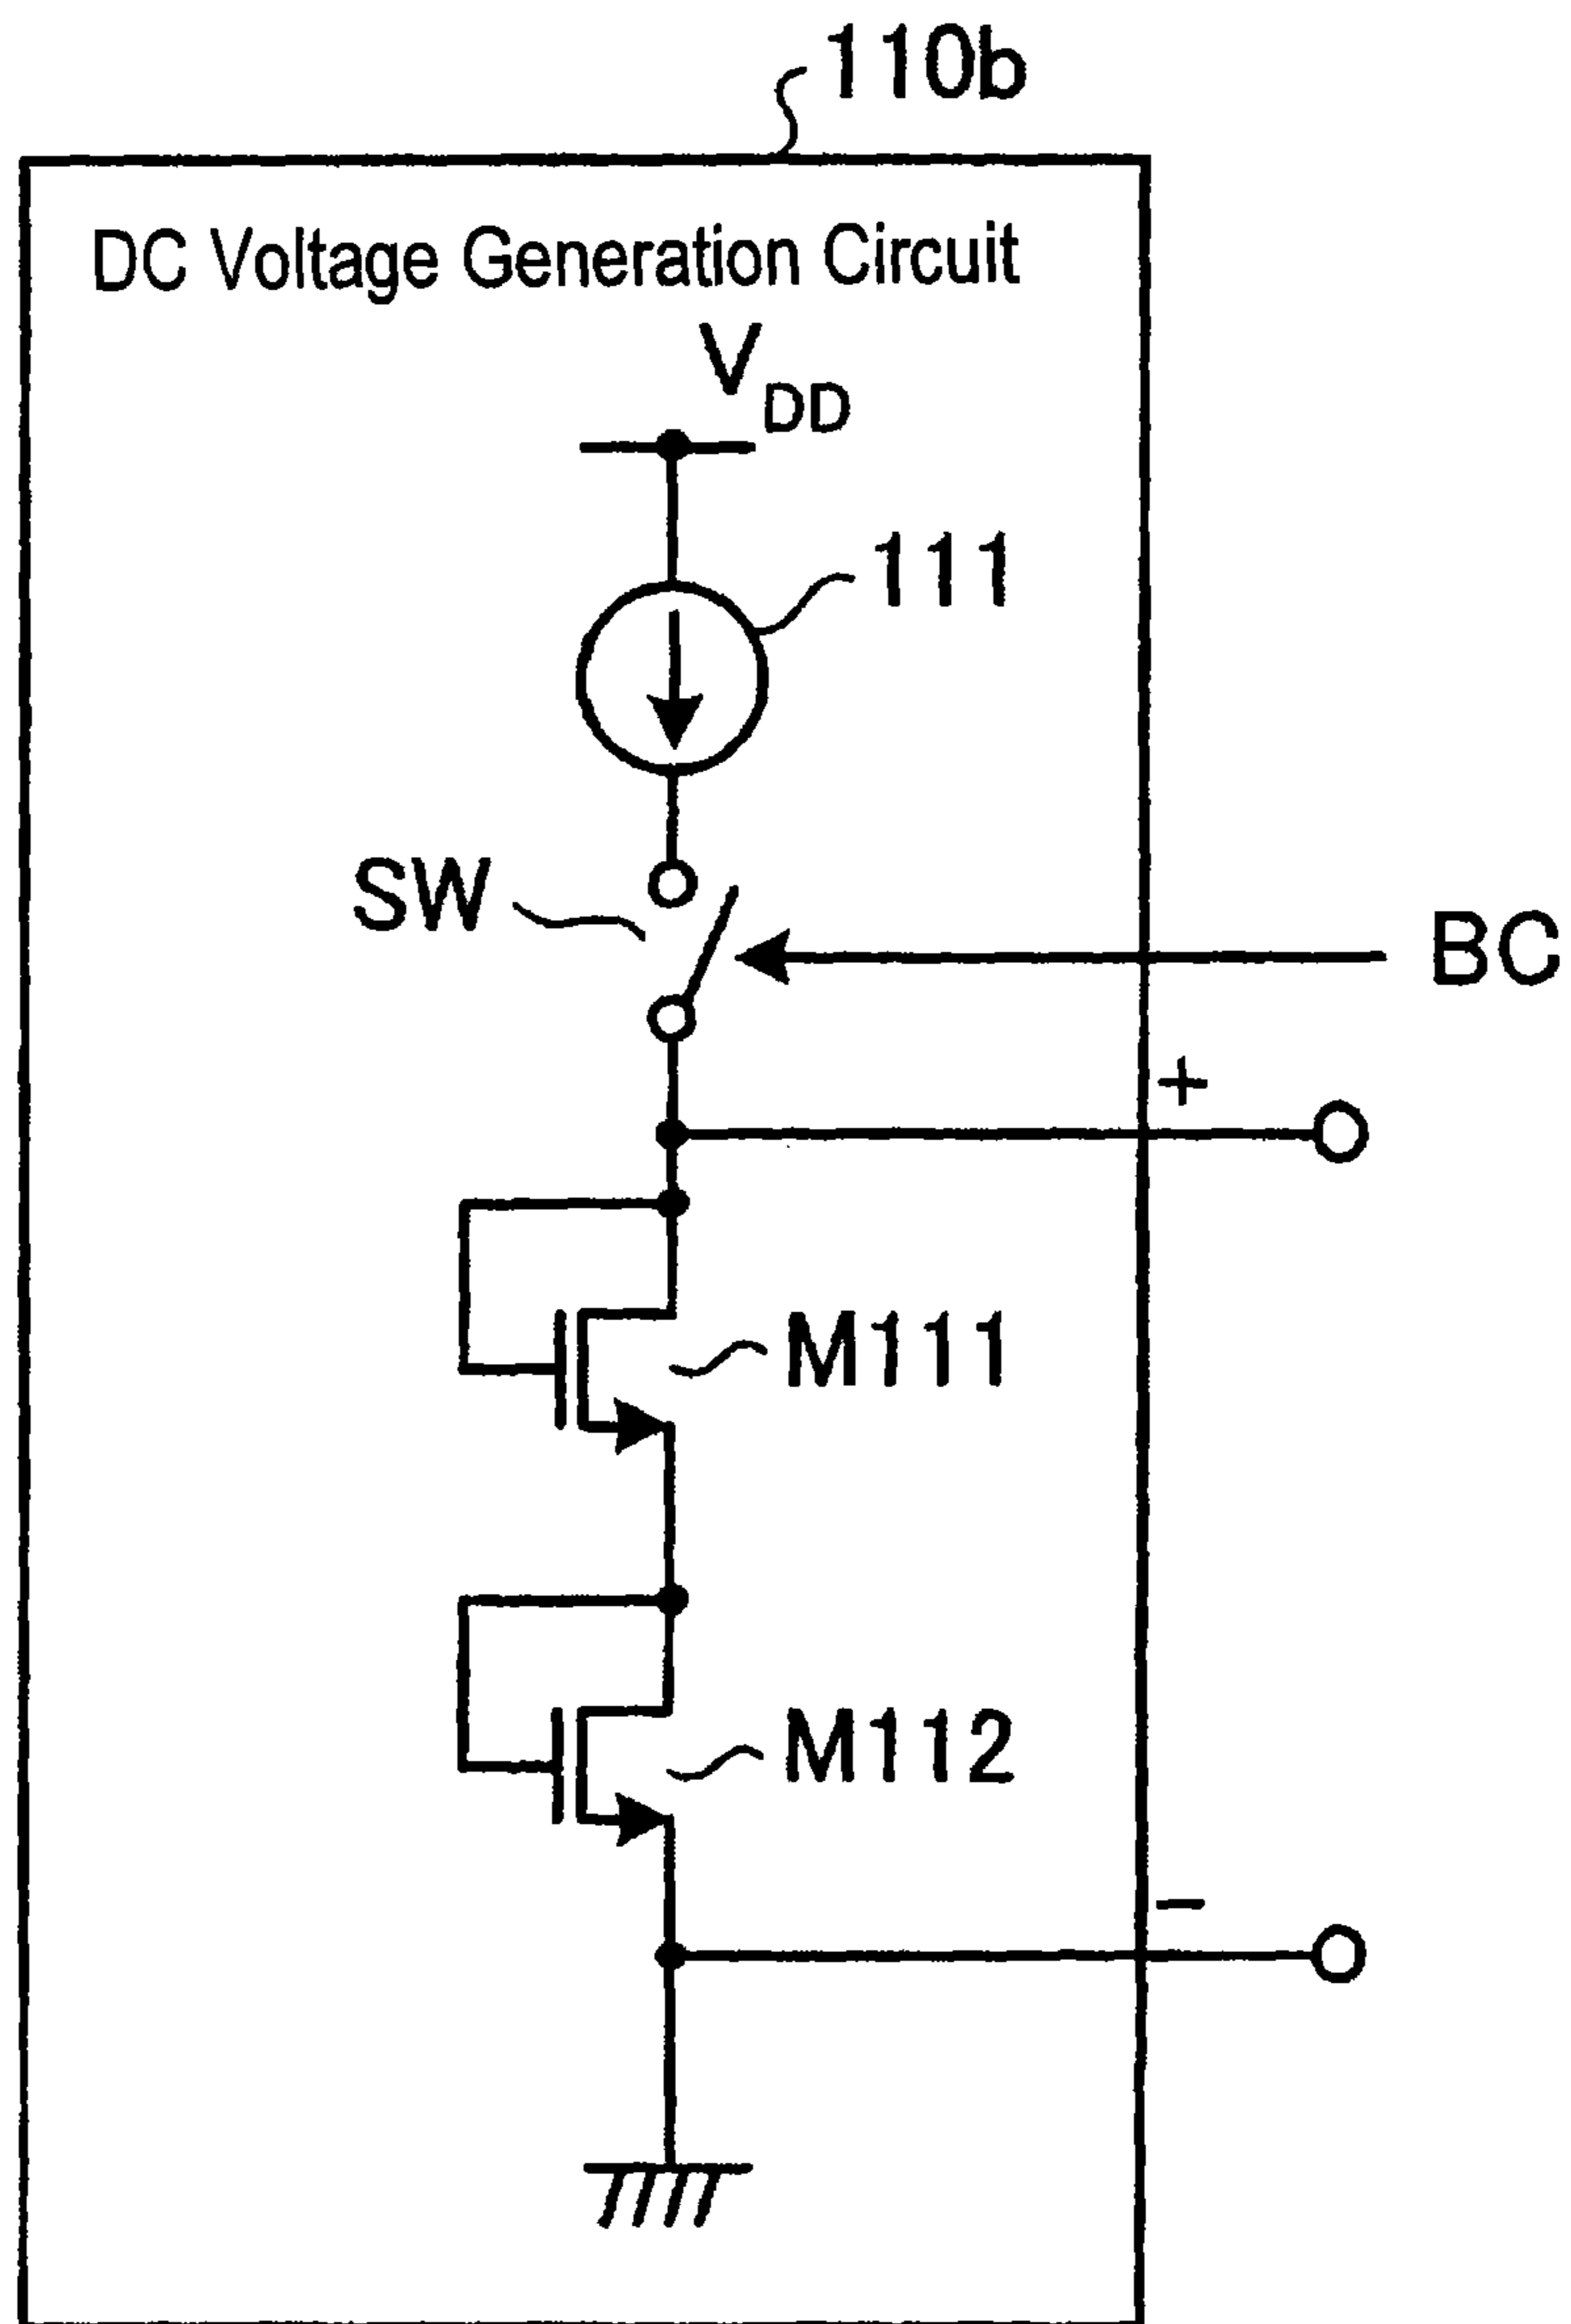 110b
DC Voltage Generation Circuit
VDD
111
SW
BC
+
M111
M112
−